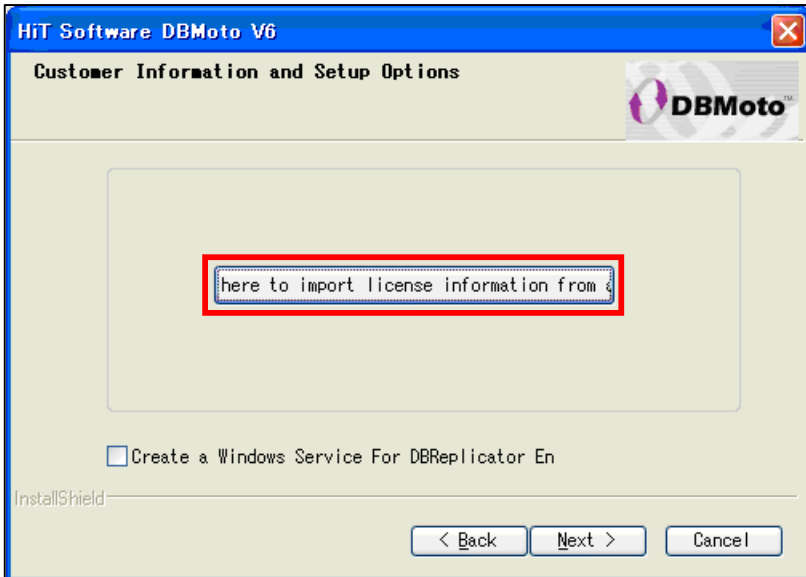 HiT Software DBMoto V6
Customer Information and Setup Options
DBMoto™
here to import license information from a
Create a Windows Service For DBReplicator En
InstallShield
< Back
Next >
Cancel